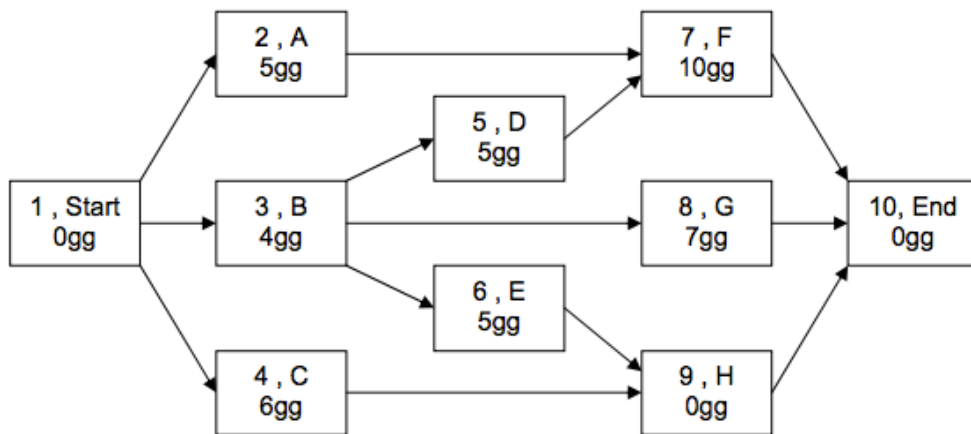 2 , A
5gg
7 , F
10gg
5 , D
5gg
1 , Start
0gg
3 , B
4gg
8 , G
7gg
10, End
0gg
6 , E
5gg
4 , C
6gg
9 , H
0gg